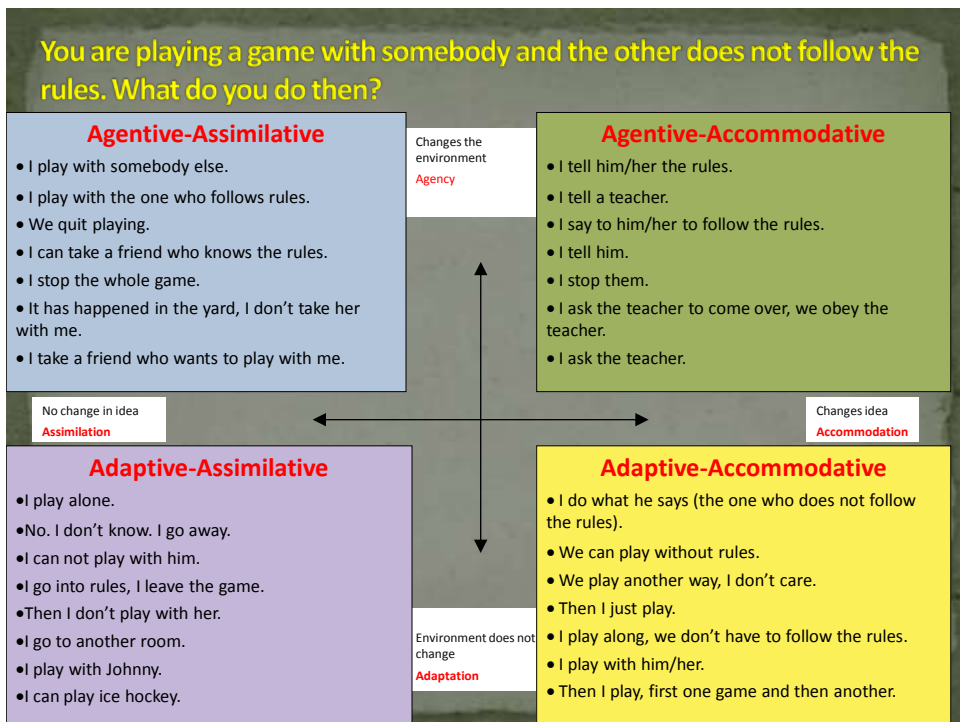 You are playing a game with somebody and the other does not follow the
rules. What do you do then?
Agentive-Assimilative
• I play with somebody else.
• I play with the one who follows rules.
• We quit playing.
• I can take a friend who knows the rules.
• I stop the whole game.
• It has happened in the yard, I don’t take her
with me.
• I take a friend who wants to play with me.
Changes the
environment
Agency
Agentive-Accommodative
• I tell him/her the rules.
• I tell a teacher.
• I say to him/her to follow the rules.
• I tell him.
• I stop them.
• I ask the teacher to come over, we obey the
teacher.
• I ask the teacher.
No change in idea
Assimilation
Changes idea
Accommodation
Adaptive-Assimilative
•I play alone.
•No. I don’t know. I go away.
•I can not play with him.
•I go into rules, I leave the game.
•Then I don’t play with her.
•I go to another room.
•I play with Johnny.
•I can play ice hockey.
Environment does not
change
Adaptation
Adaptive-Accommodative
• I do what he says (the one who does not follow
the rules).
• We can play without rules.
• We play another way, I don’t care.
• Then I just play.
• I play along, we don’t have to follow the rules.
• I play with him/her.
• Then I play, first one game and then another.